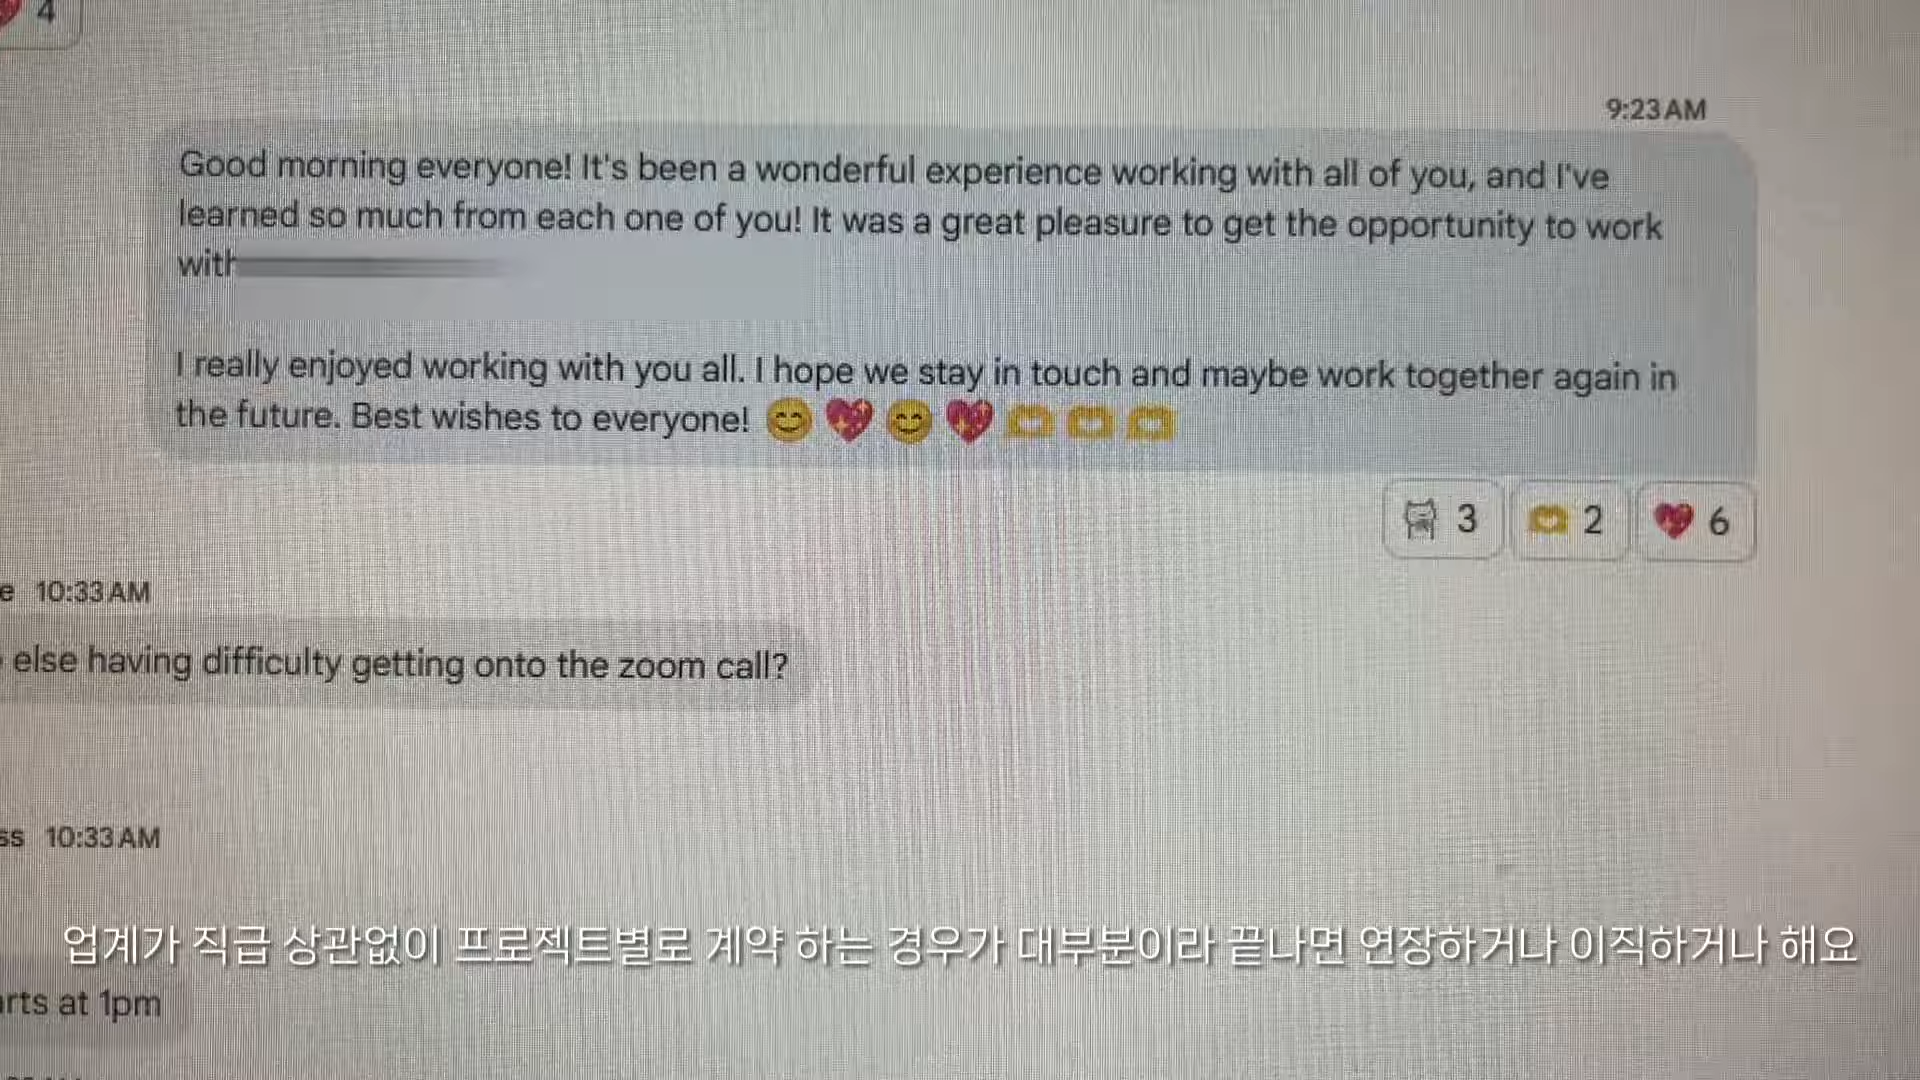 4
9:23 AM
Good morning everyone! It's been a wonderful experience working with all of you, and I've
learned so much from each one of you! It was a great pleasure to get the opportunity to work
with
I really enjoyed working with you all. I hope we stay in touch and maybe work together again in
the future. Best wishes to everyone! 😊 💖 😊 💖 🫶 🫶 🫶
3 🫶 2 💖 6
10:33 AM
else having difficulty getting onto the zoom call?
10:33 AM
업계가 직급 상관없이 프로젝트별로 계약 하는 경우가 대부분이라 끝나면 연장하거나 이직하거나 해요
at 1pm